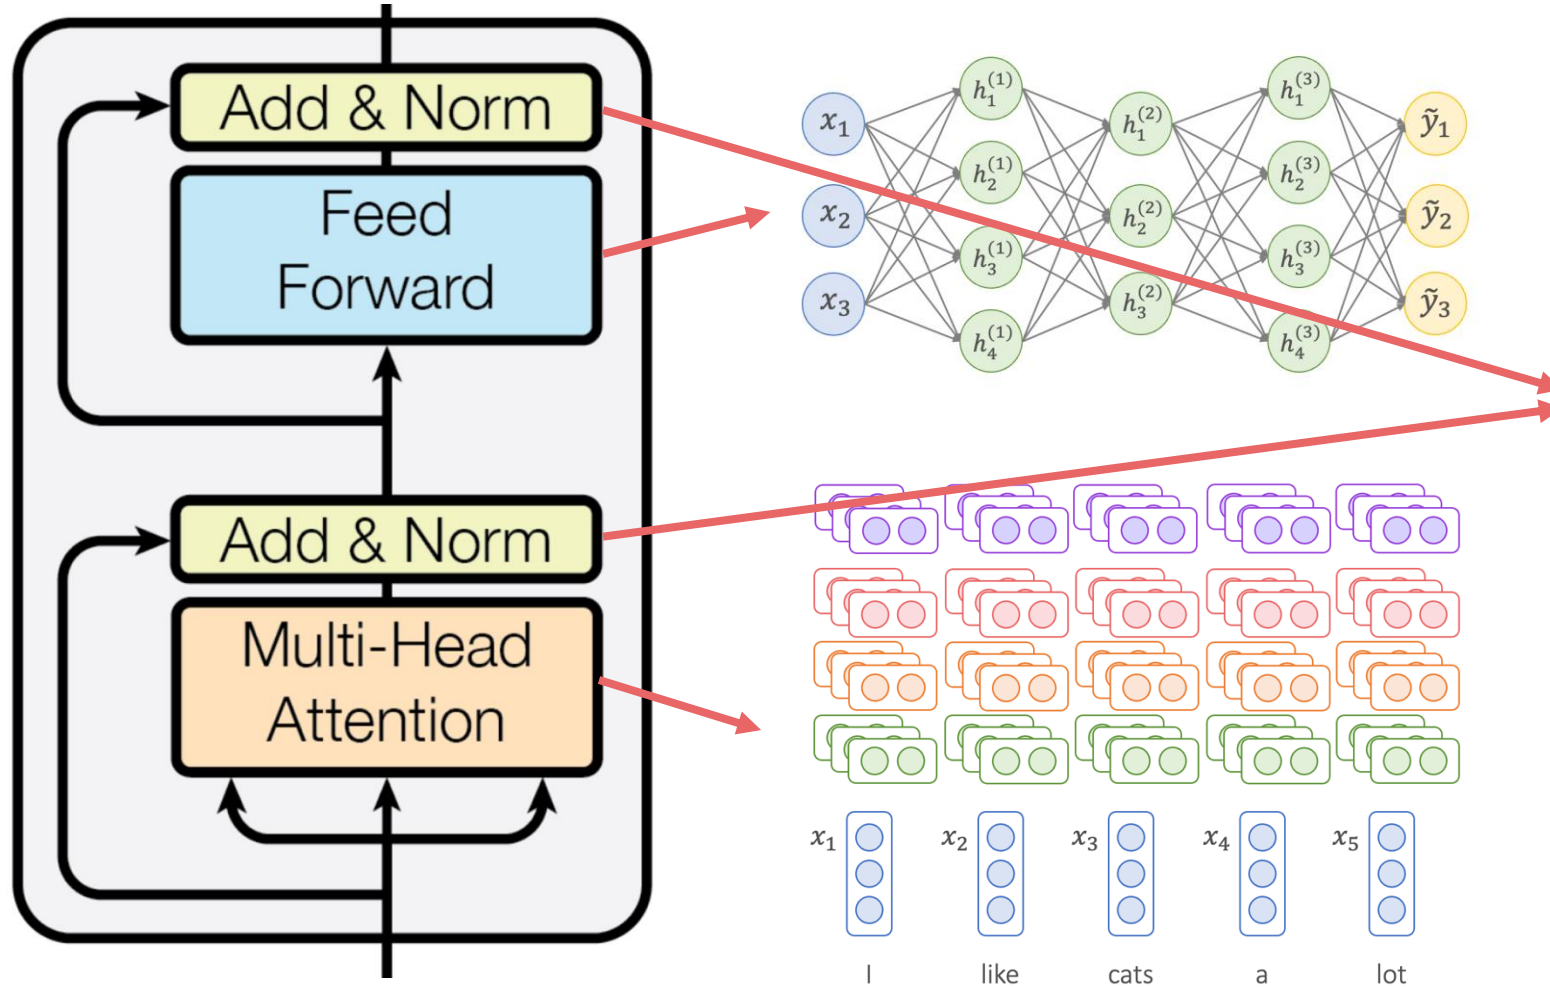 Add & Norm
Feed
Forward
Add & Norm
Multi-Head
Attention
x₁
x₂
x₃
h₁⁽¹⁾
h₂⁽¹⁾
h₃⁽¹⁾
h₄⁽¹⁾
h₁⁽²⁾
h₂⁽²⁾
h₃⁽²⁾
h₁⁽³⁾
h₂⁽³⁾
h₃⁽³⁾
h₄⁽³⁾
ỹ₁
ỹ₂
ỹ₃
x₁ x₂ x₃ x₄ x₅
I like cats a lot